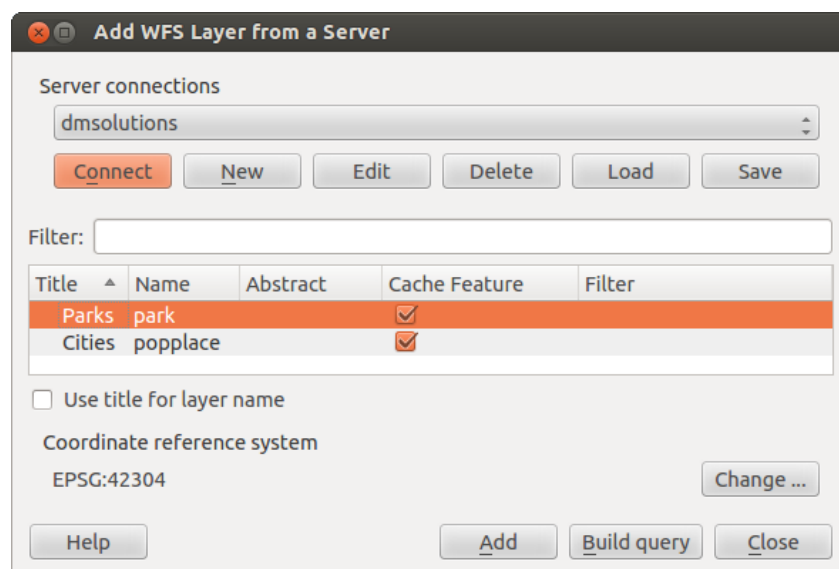 Add WFS Layer from a Server
Server connections
dmsolutions
Connect New Edit Delete Load Save
Filter:
Title Name Abstract Cache Feature Filter
Parks park
Cities popplace
Use title for layer name
Coordinate reference system
EPSG:42304 Change ...
Help Add Build query Close